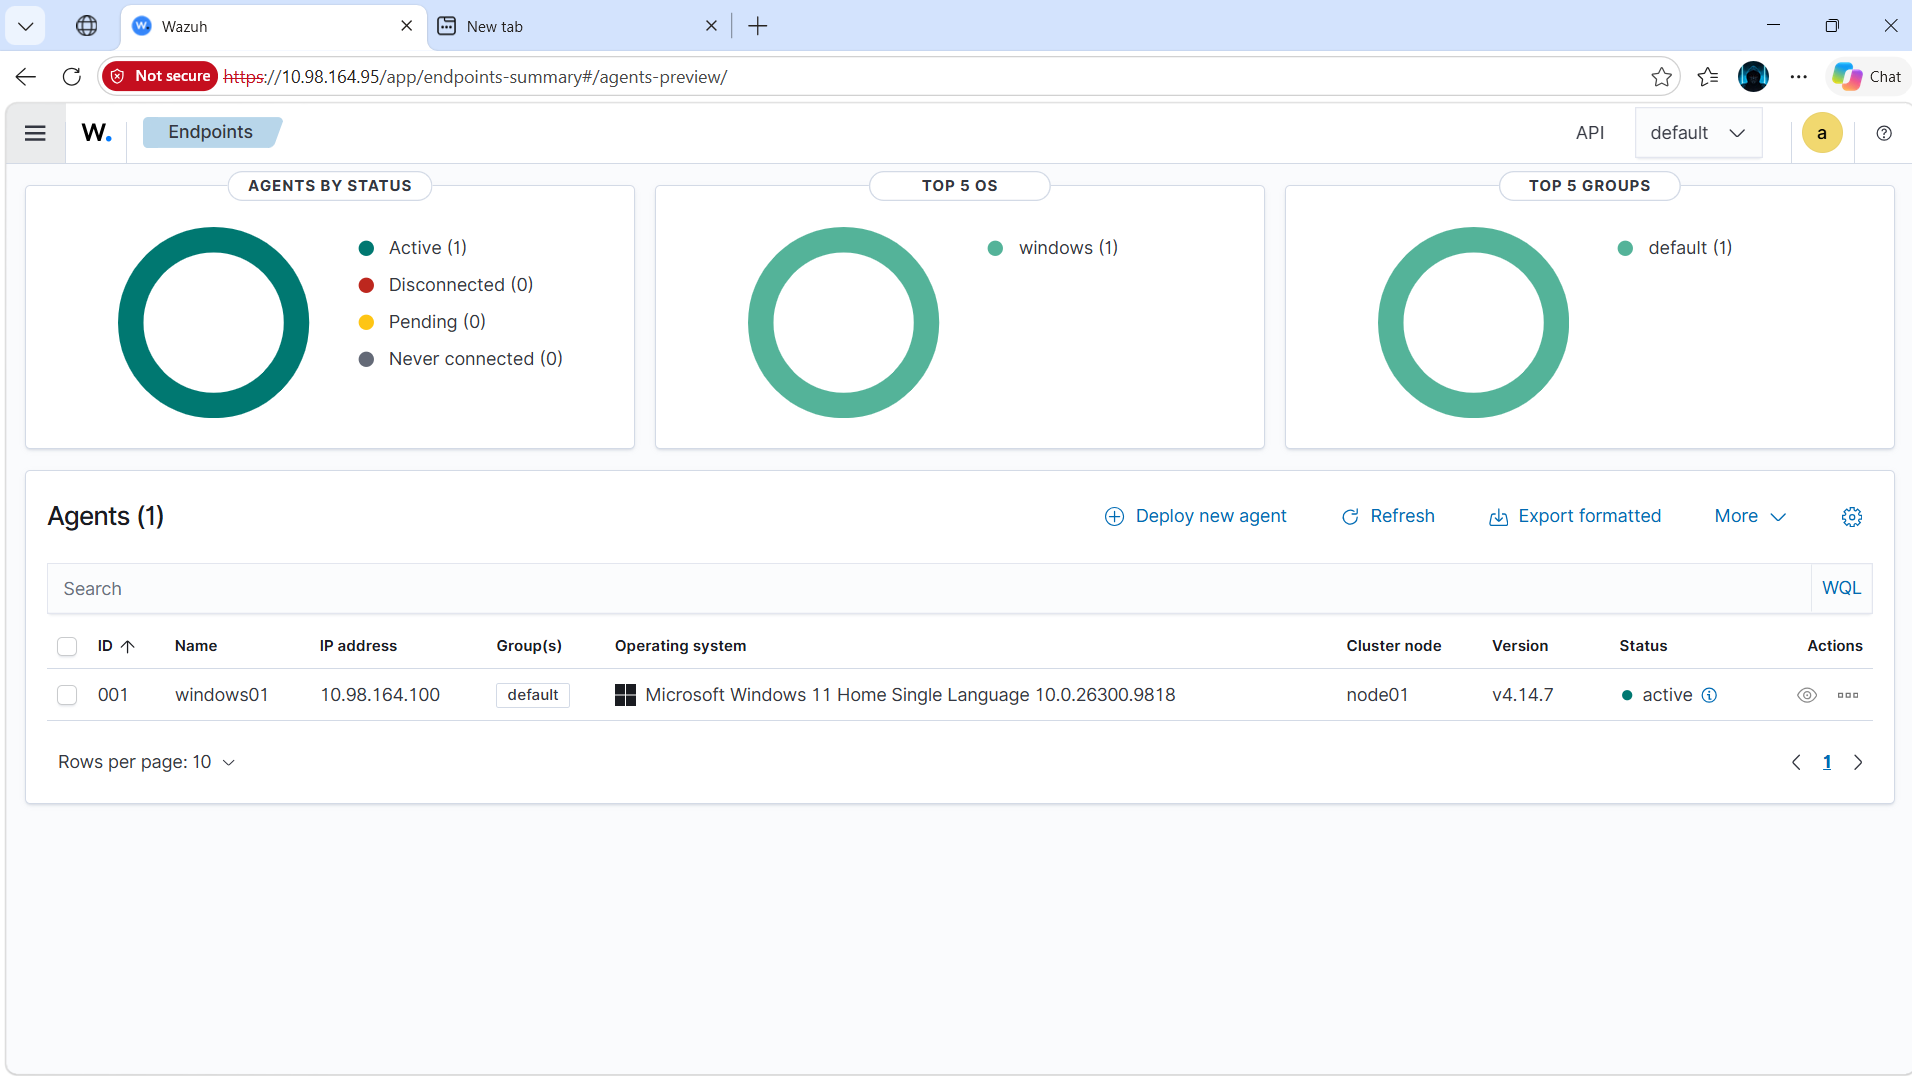 Wazuh
New tab
Not secure https://10.98.164.95/app/endpoints-summary#/agents-preview/
Chat
W. Endpoints API default a
AGENTS BY STATUS
Active (1)
Disconnected (0)
Pending (0)
Never connected (0)
TOP 5 OS
windows (1)
TOP 5 GROUPS
default (1)
Agents (1) Deploy new agent Refresh Export formatted More
Search WQL
ID Name IP address Group(s) Operating system Cluster node Version Status Actions
001 windows01 10.98.164.100 default Microsoft Windows 11 Home Single Language 10.0.26300.9818 node01 v4.14.7 active
Rows per page: 10 1